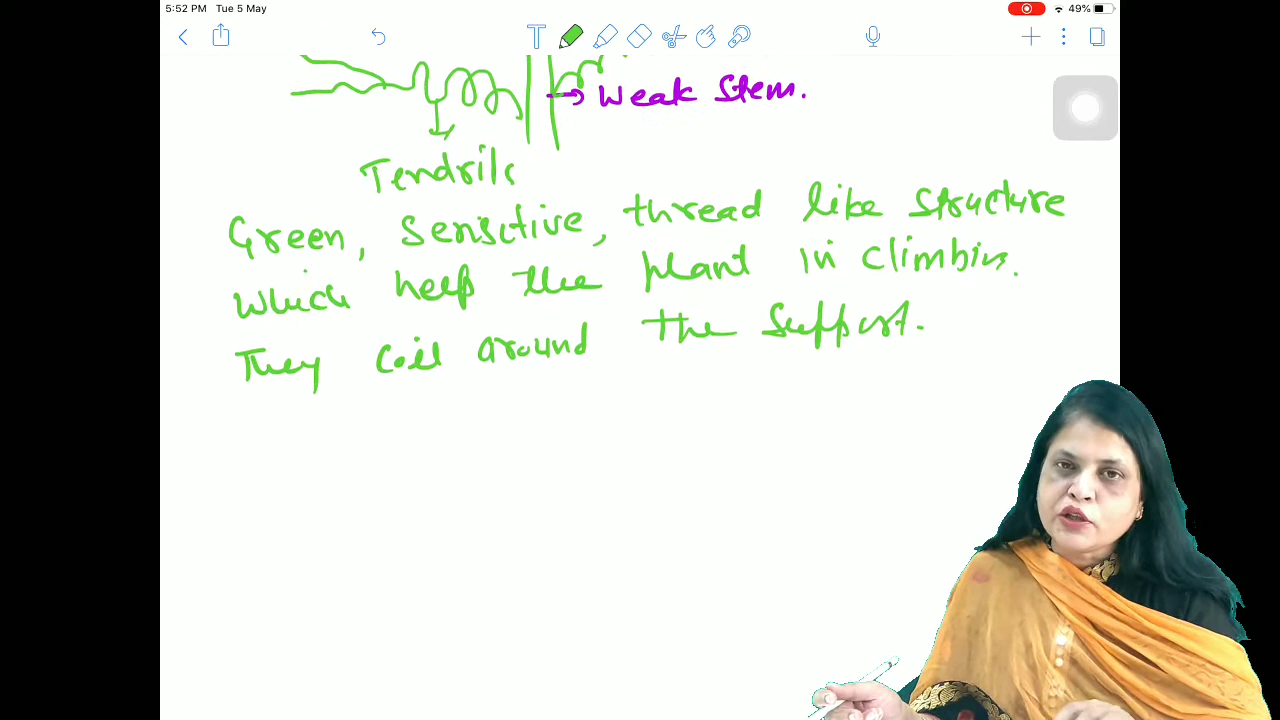 5:52 PM Tue 5 May
49%
T
Weak Stem.
Tendrils
Green, Sensitive, thread like structure
which help the plant in climbing.
They coil around the support.